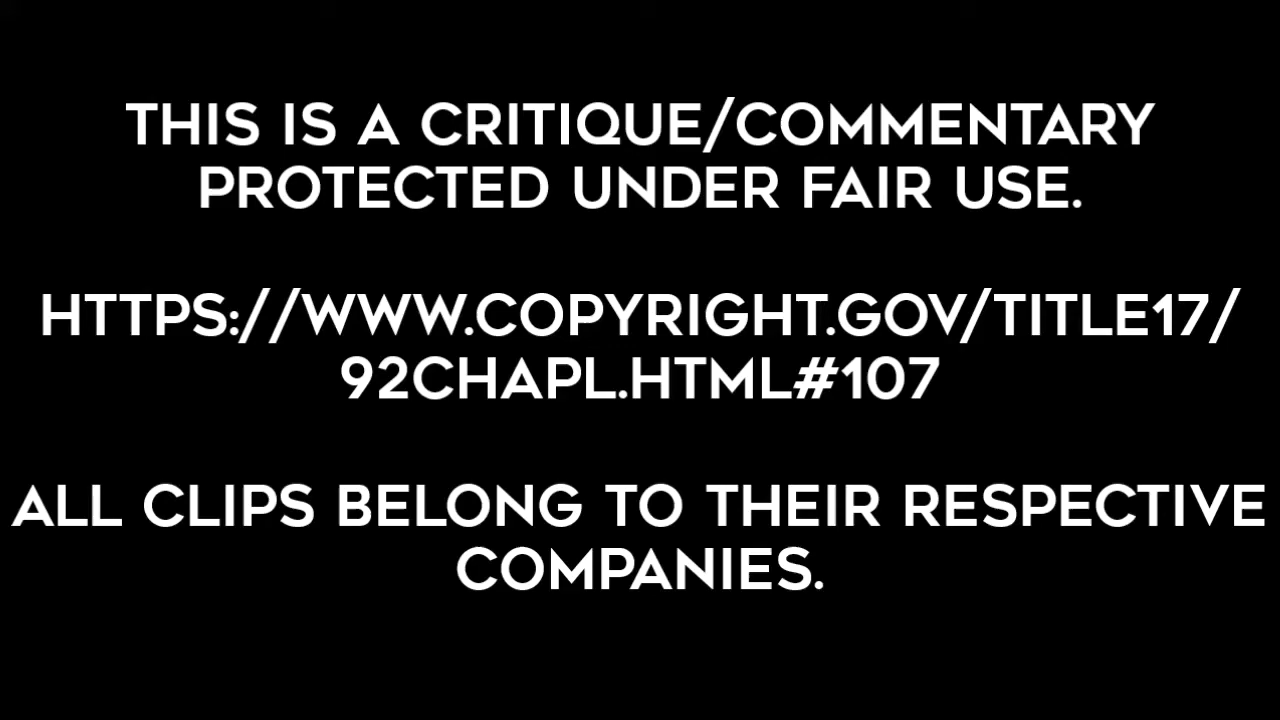 THIS IS A CRITIQUE/COMMENTARY
PROTECTED UNDER FAIR USE.
HTTPS://WWW.COPYRIGHT.GOV/TITLE17/
92CHAPL.HTML#107
ALL CLIPS BELONG TO THEIR RESPECTIVE
COMPANIES.